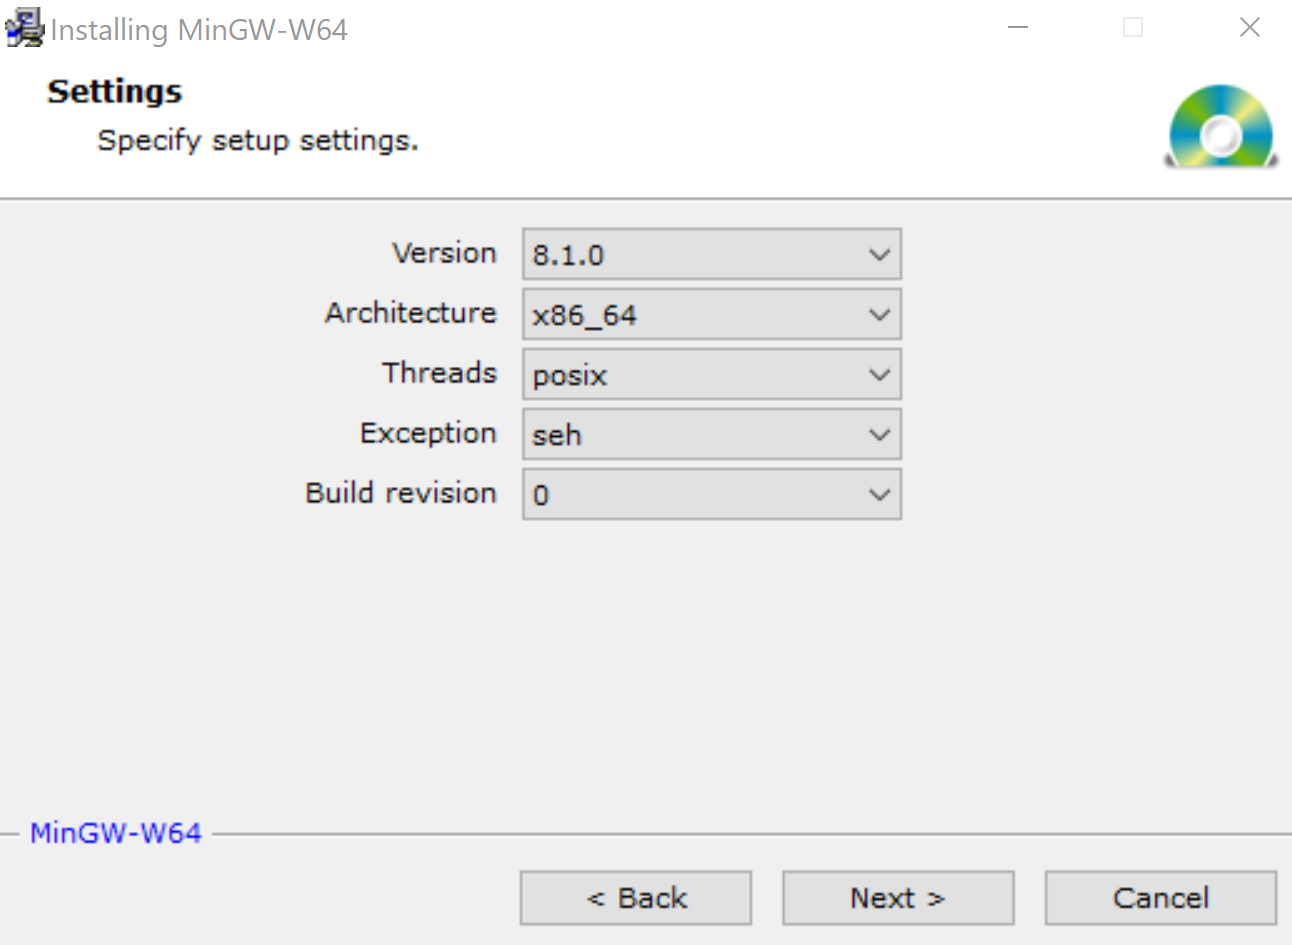 Installing MinGW-W64
Settings
Specify setup settings.
Version 8.1.0
Architecture x86_64
Threads posix
Exception seh
Build revision 0
MinGW-W64
< Back Next > Cancel